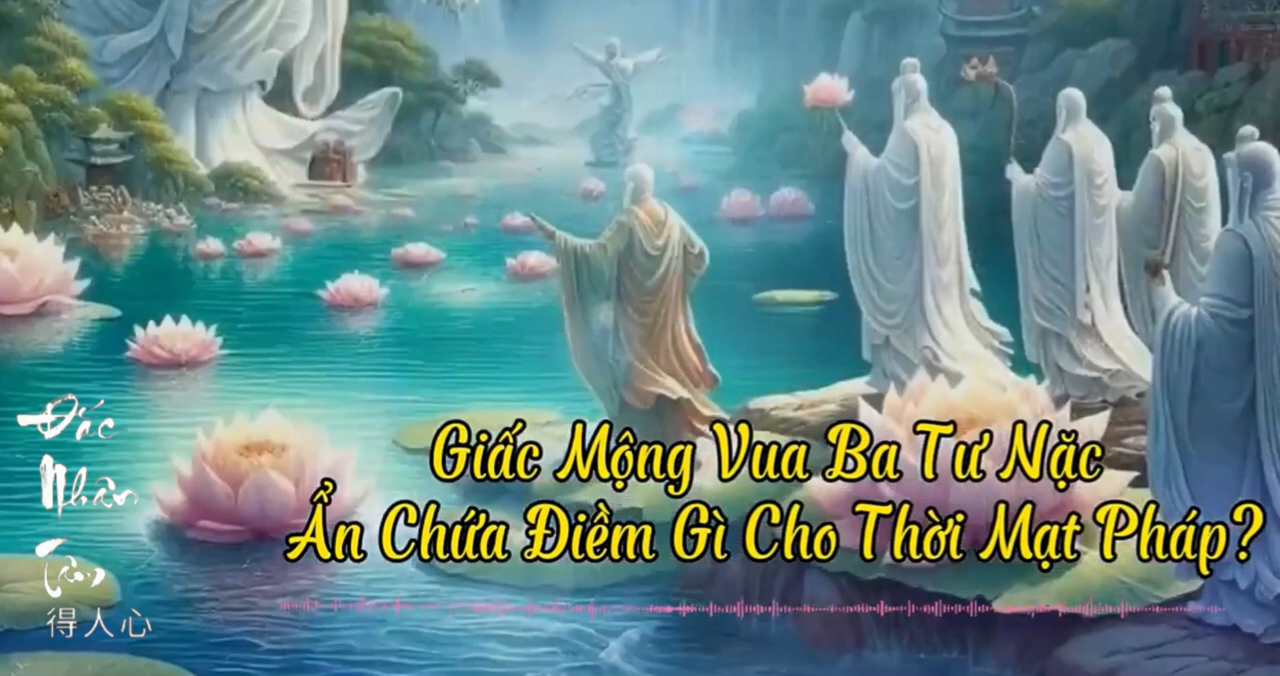 Đắc
Nhân
Tâm
得人心
Giấc Mộng Vua Ba Tư Nặc
Ẩn Chứa Điềm Gì Cho Thời Mạt Pháp?